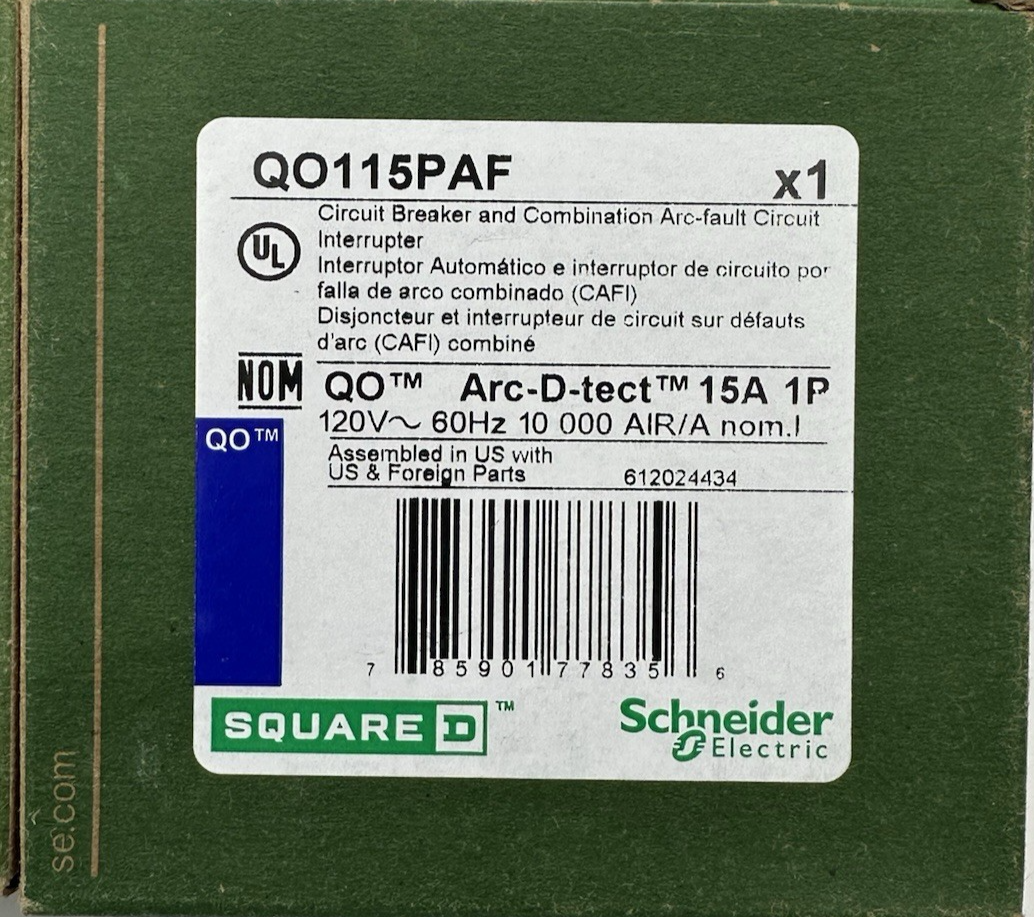 QO115PAF x1
UL
Circuit Breaker and Combination Arc-fault Circuit
Interrupter
Interruptor Automático e interruptor de circuito por
falla de arco combinado (CAFI)
Disjoncteur et interrupteur de circuit sur défauts
d'arc (CAFI) combiné
NOM
QO™ Arc-D-tect™ 15A 1P
120V~ 60Hz 10 000 AIR/A nom.I
QO™
Assembled in US with
US & Foreign Parts 612024434
7 85901 77835 6
SQUARE D™
Schneider
Electric
se.com